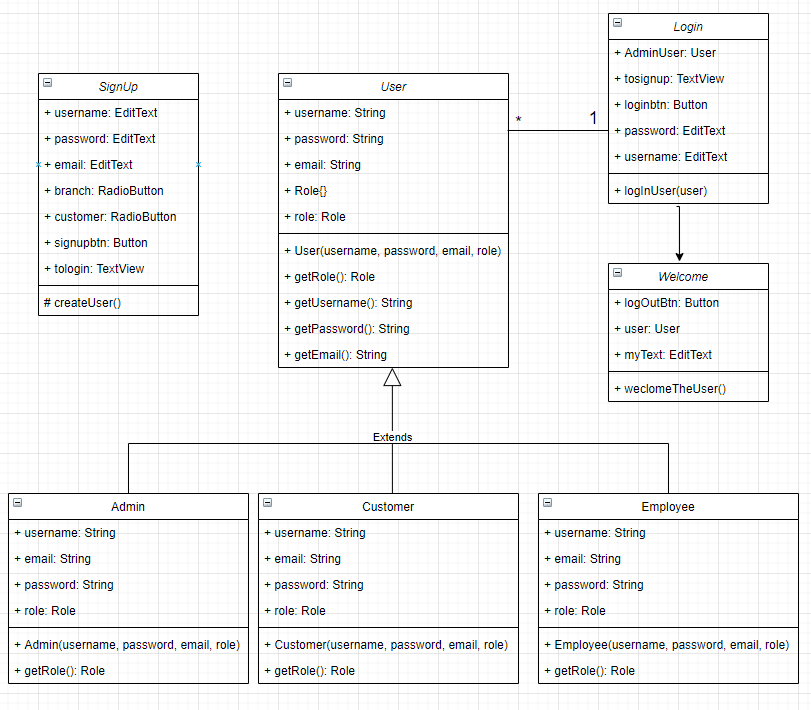 SignUp
+ username: EditText
+ password: EditText
+ email: EditText
+ branch: RadioButton
+ customer: RadioButton
+ signupbtn: Button
+ tologin: TextView
# createUser()
User
+ username: String
+ password: String
+ email: String
+ Role{}
+ role: Role
+ User(username, password, email, role)
+ getRole(): Role
+ getUsername(): String
+ getPassword(): String
+ getEmail(): String
* 1
Login
+ AdminUser: User
+ tosignup: TextView
+ loginbtn: Button
+ password: EditText
+ username: EditText
+ logInUser(user)
Welcome
+ logOutBtn: Button
+ user: User
+ myText: EditText
+ weclomeTheUser()
Extends
Admin
+ username: String
+ email: String
+ password: String
+ role: Role
+ Admin(username, password, email, role)
+ getRole(): Role
Customer
+ username: String
+ email: String
+ password: String
+ role: Role
+ Customer(username, password, email, role)
+ getRole(): Role
Employee
+ username: String
+ email: String
+ password: String
+ role: Role
+ Employee(username, password, email, role)
+ getRole(): Role